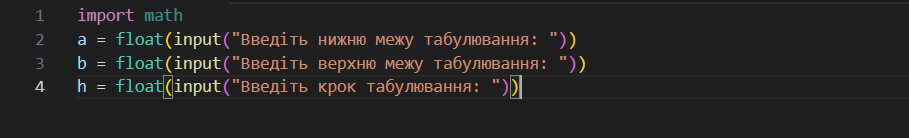 1 import math
2 a = float(input("Введіть нижню межу табулювання: "))
3 b = float(input("Введіть верхню межу табулювання: "))
4 h = float(input("Введіть крок табулювання: "))